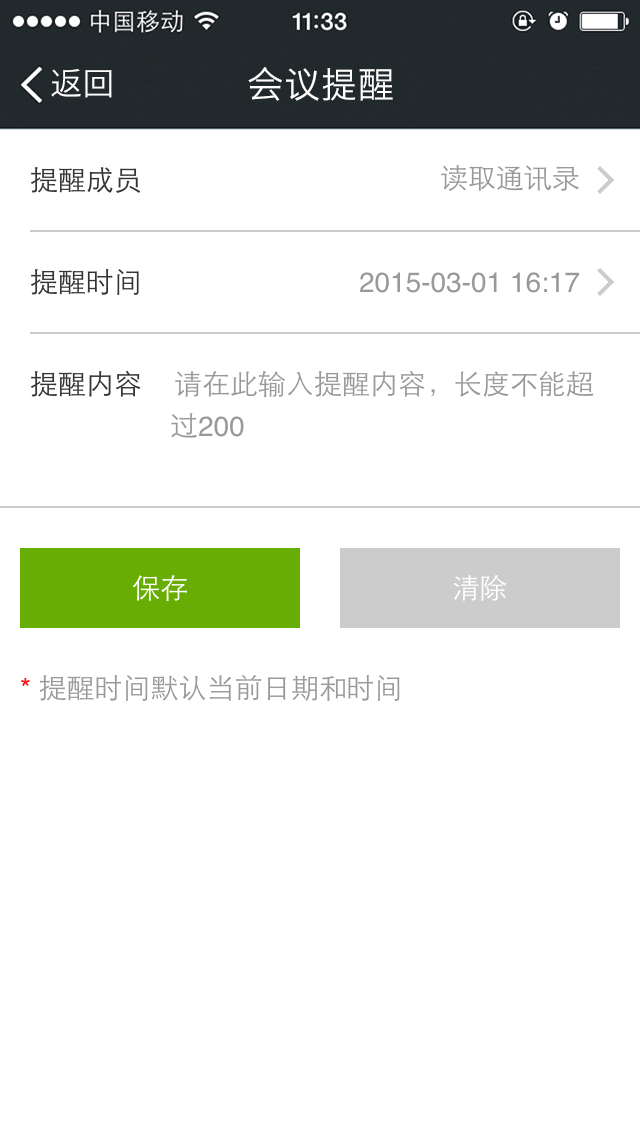 中国移动 11:33
返回 会议提醒
提醒成员 读取通讯录
提醒时间 2015-03-01 16:17
提醒内容 请在此输入提醒内容，长度不能超
过200
保存 清除
* 提醒时间默认当前日期和时间